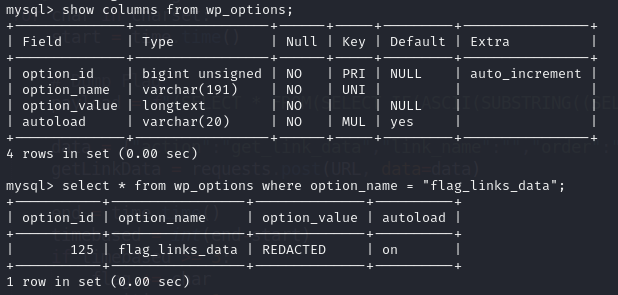 mysql> show columns from wp_options;
| Field | Type | Null | Key | Default | Extra |
| option_id | bigint unsigned | NO | PRI | NULL | auto_increment |
| option_name | varchar(191) | NO | UNI | | |
| option_value | longtext | NO | | NULL | |
| autoload | varchar(20) | NO | MUL | yes | |
4 rows in set (0.00 sec)
mysql> select * from wp_options where option_name = "flag_links_data";
| option_id | option_name | option_value | autoload |
| 125 | flag_links_data | REDACTED | on |
1 row in set (0.00 sec)